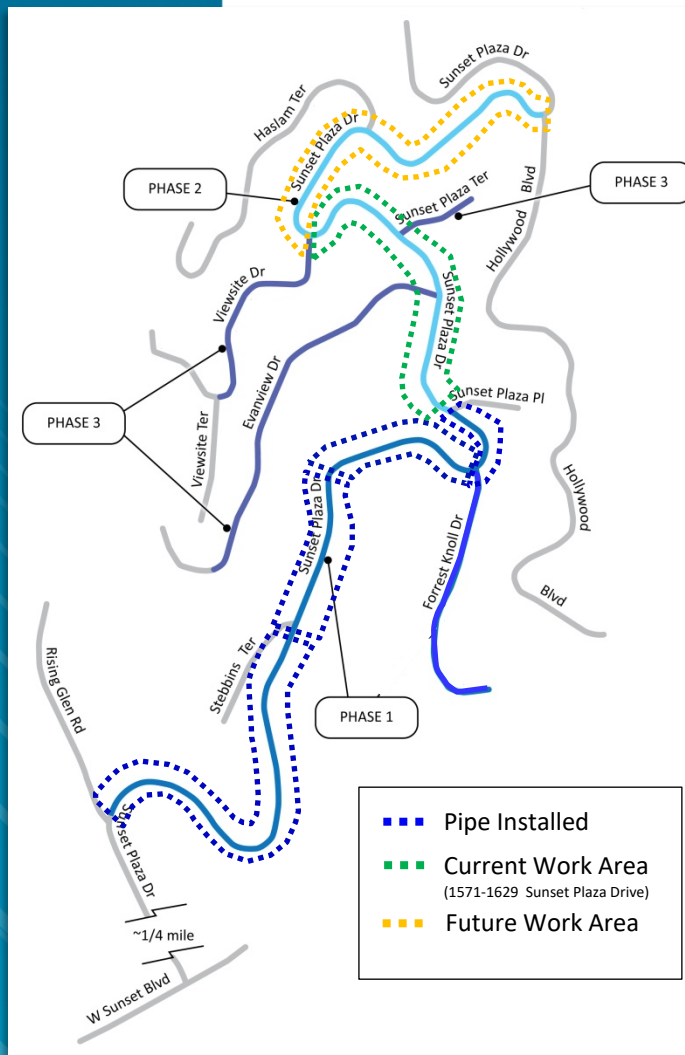 Sunset Plaza Dr
Haslam Ter
Sunset Plaza Dr
PHASE 2
PHASE 3
Sunset Plaza Ter
Hollywood Blvd
Viewsite Dr
Sunset Plaza Dr
Evanview Dr
Sunset Plaza Pl
PHASE 3
Viewsite Ter
Hollywood
Sunset Plaza Dr
Forrest Knoll Dr
Blvd
Stebbins Ter
Rising Glen Rd
PHASE 1
Sunset Plaza Dr
~1/4 mile
W Sunset Blvd
Pipe Installed
Current Work Area
(1571-1629 Sunset Plaza Drive)
Future Work Area